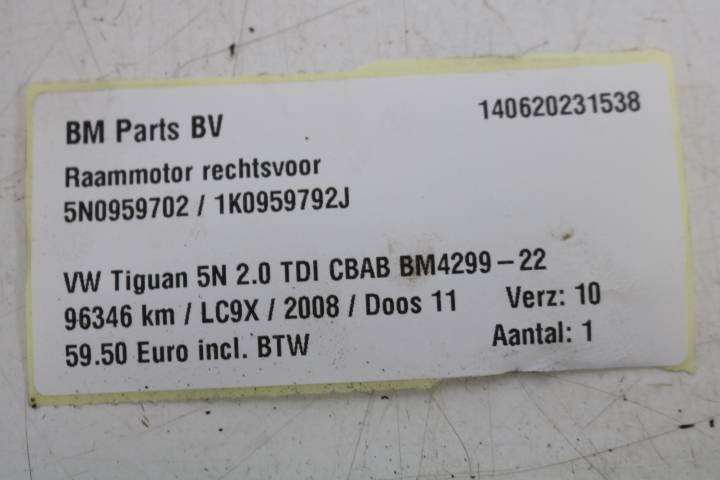 BM Parts BV 140620231538
Raammotor rechtsvoor
5N0959702 / 1K0959792J
VW Tiguan 5N 2.0 TDI CBAB BM4299-22
96346 km / LC9X / 2008 / Doos 11 Verz: 10
59.50 Euro incl. BTW Aantal: 1